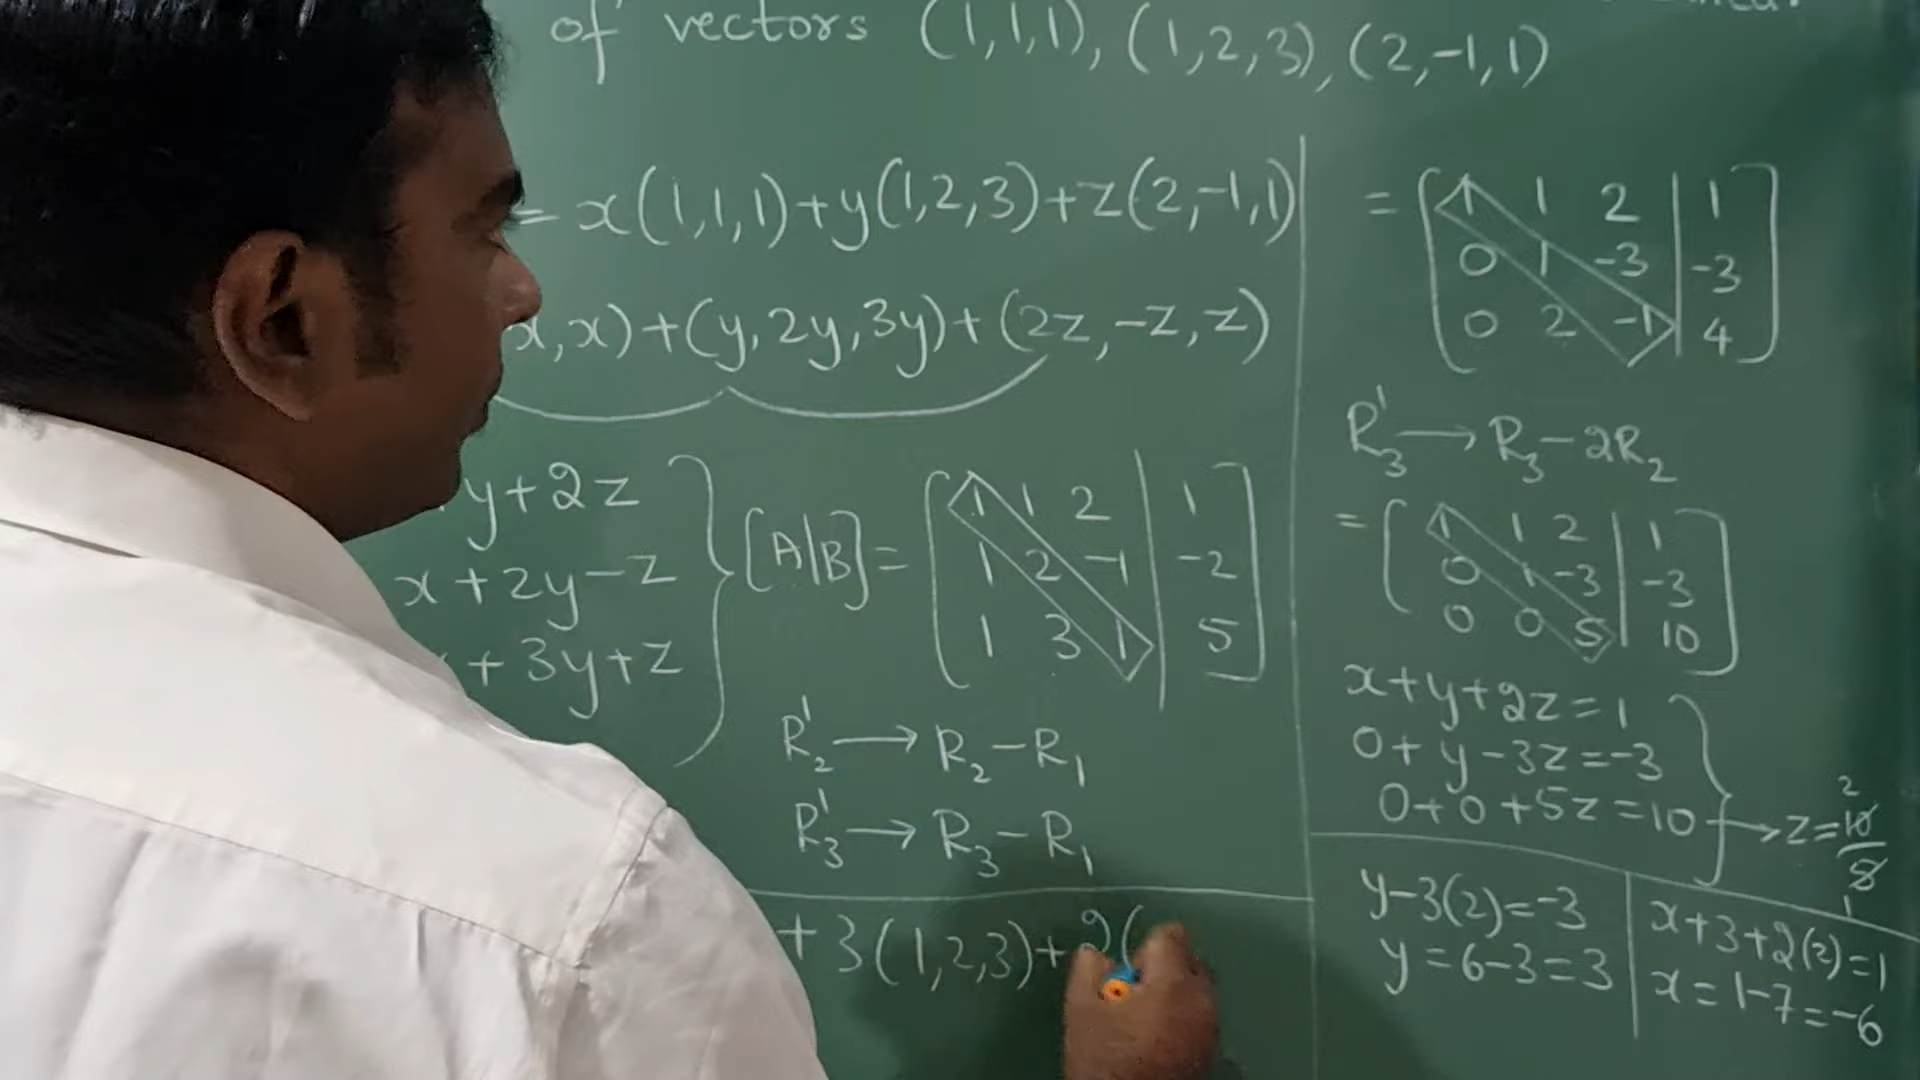 of vectors (1,1,1), (1,2,3), (2,-1,1)
= x(1,1,1)+y(1,2,3)+z(2,-1,1)
x,x)+(y,2y,3y)+(2z,-z,z)
y+2z
x+2y-z
+3y+z
[A|B]=
1 1 2 | 1
1 2 -1 | -2
1 3 1 | 5
R₂' → R₂-R₁
R₃' → R₃-R₁
+3(1,2,3)+2(
=
1 1 2 | 1
0 1 -3 | -3
0 2 -1 | 4
R₃' → R₃-2R₂
=
1 1 2 | 1
0 1 -3 | -3
0 0 5 | 10
x+y+2z=1
0+y-3z=-3
0+0+5z=10 → z=10/5
2
1
y-3(2)=-3
y=6-3=3
x+3+2(2)=1
x=1-7=-6